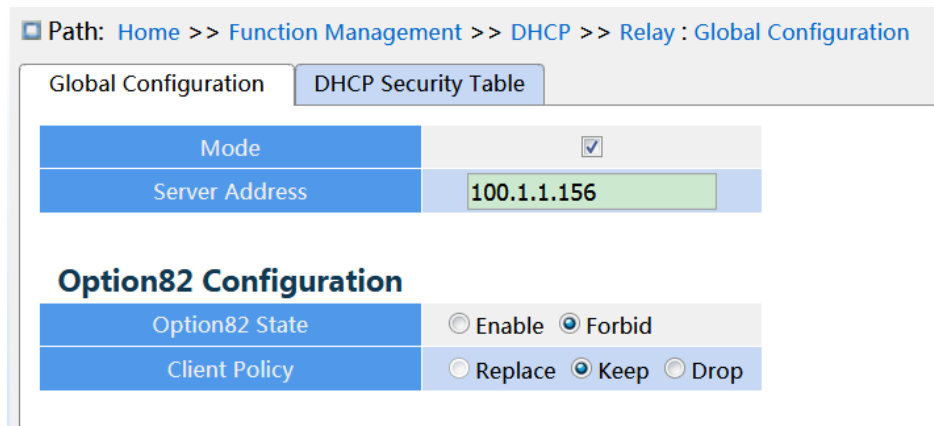 Path: Home >> Function Management >> DHCP >> Relay : Global Configuration
Global Configuration DHCP Security Table
Mode
Server Address 100.1.1.156
Option82 Configuration
Option82 State Enable Forbid
Client Policy Replace Keep Drop